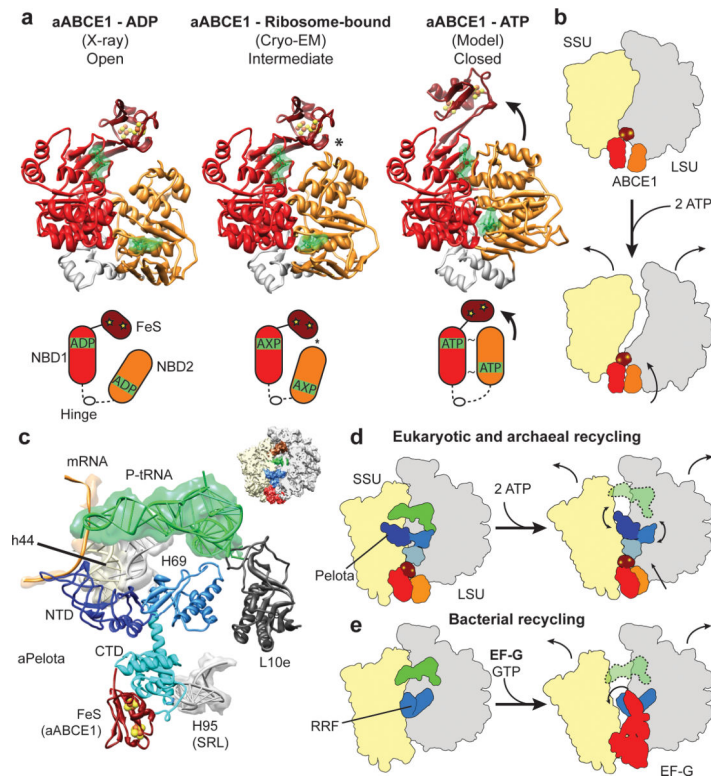 a
aABCE1 - ADP
(X-ray)
Open
aABCE1 - Ribosome-bound
(Cryo-EM)
Intermediate
aABCE1 - ATP
(Model)
Closed
*
FeS
NBD1
ADP
ADP
NBD2
Hinge
AXP
*
AXP
ATP
~
~
ATP
b
SSU
ABCE1
LSU
2 ATP
c
mRNA
P-tRNA
h44
H69
NTD
L10e
aPelota
CTD
FeS
(aABCE1)
H95
(SRL)
d
Eukaryotic and archaeal recycling
SSU
2 ATP
Pelota
LSU
e
Bacterial recycling
EF-G
GTP
RRF
EF-G